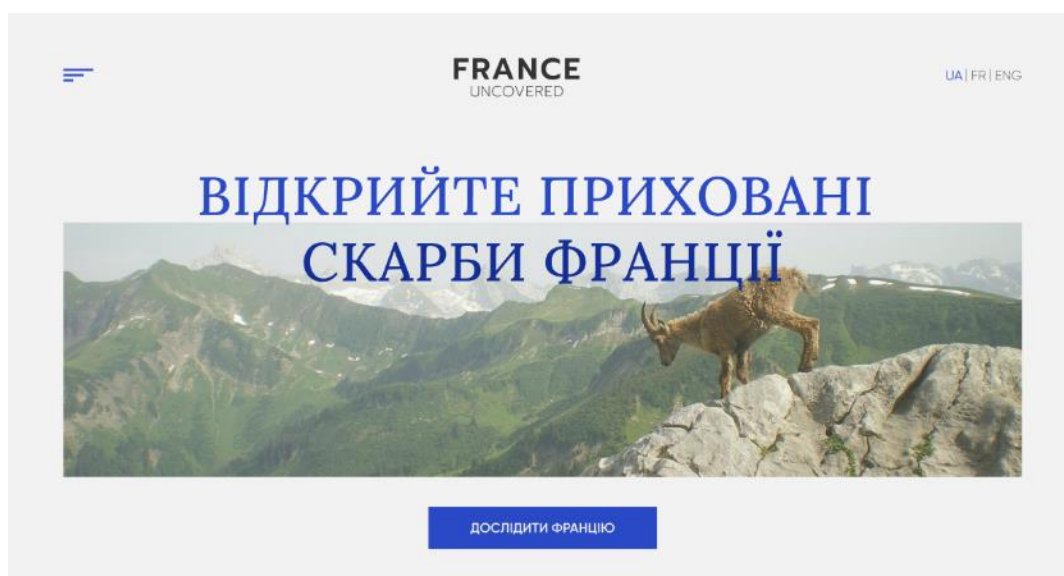 FRANCE
UNCOVERED
UA | FR | ENG
ВІДКРИЙТЕ ПРИХОВАНІ
СКАРБИ ФРАНЦІЇ
ДОСЛІДИТИ ФРАНЦІЮ